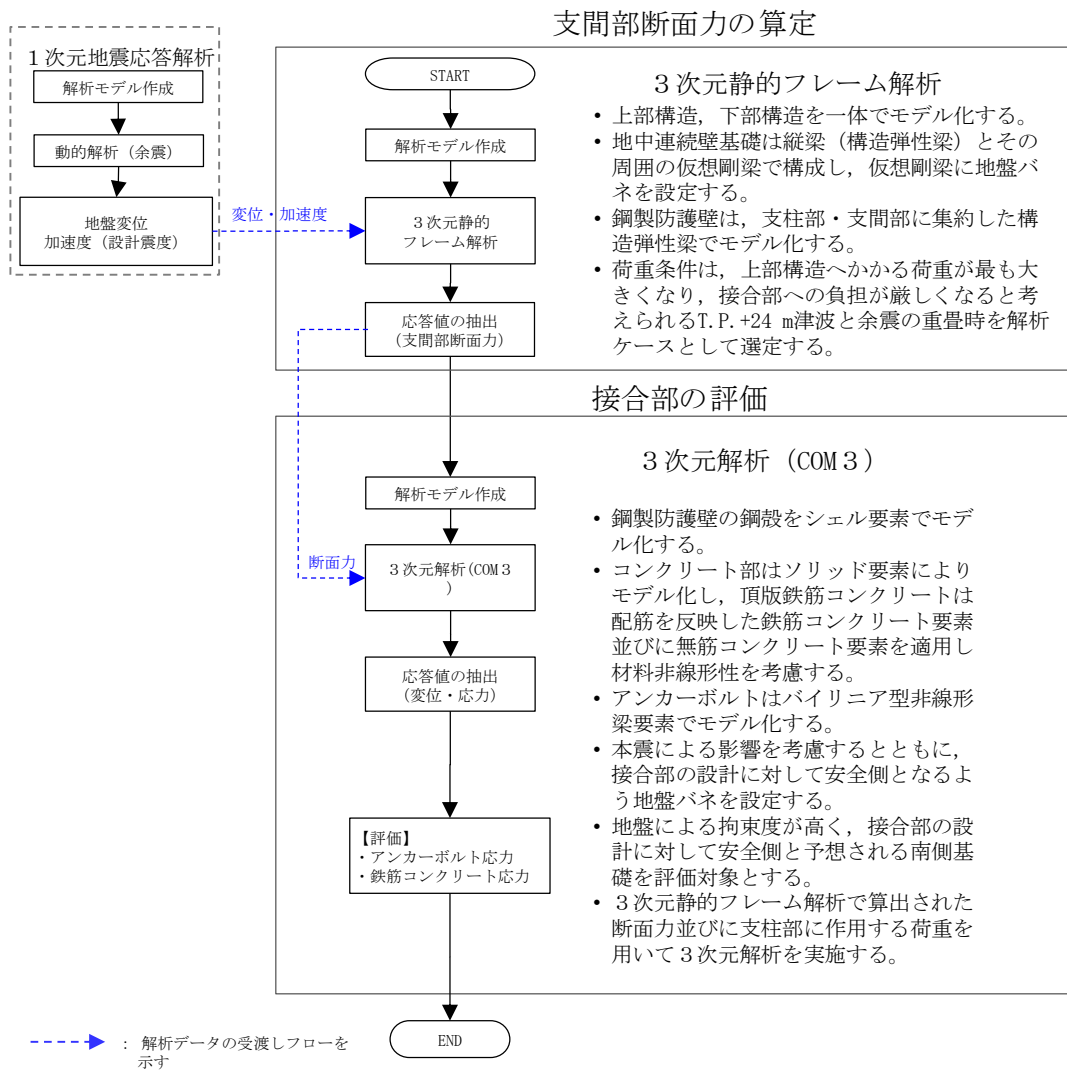 支間部断面力の算定
1次元地震応答解析
解析モデル作成
動的解析（余震）
地盤変位
加速度（設計震度）
変位・加速度
START
解析モデル作成
3次元静的
フレーム解析
応答値の抽出
(支間部断面力)
3次元静的フレーム解析
• 上部構造，下部構造を一体でモデル化する。
• 地中連続壁基礎は縦梁（構造弾性梁）とその
周囲の仮想剛梁で構成し，仮想剛梁に地盤バ
ネを設定する。
• 鋼製防護壁は，支柱部・支間部に集約した構
造弾性梁でモデル化する。
• 荷重条件は，上部構造へかかる荷重が最も大
きくなり，接合部への負担が厳しくなると考
えられるT.P.+24 m津波と余震の重畳時を解析
ケースとして選定する。
接合部の評価
解析モデル作成
断面力
3次元解析(COM3
)
応答値の抽出
(変位・応力)
【評価】
・アンカーボルト応力
・鉄筋コンクリート応力
END
3次元解析（COM3）
• 鋼製防護壁の鋼殻をシェル要素でモデ
ル化する。
• コンクリート部はソリッド要素により
モデル化し，頂版鉄筋コンクリートは
配筋を反映した鉄筋コンクリート要素
並びに無筋コンクリート要素を適用し
材料非線形性を考慮する。
• アンカーボルトはバイリニア型非線形
梁要素でモデル化する。
• 本震による影響を考慮するとともに，
接合部の設計に対して安全側となるよ
う地盤バネを設定する。
• 地盤による拘束度が高く，接合部の設
計に対して安全側と予想される南側基
礎を評価対象とする。
• 3次元静的フレーム解析で算出された
断面力並びに支柱部に作用する荷重を
用いて3次元解析を実施する。
： 解析データの受渡しフローを
示す